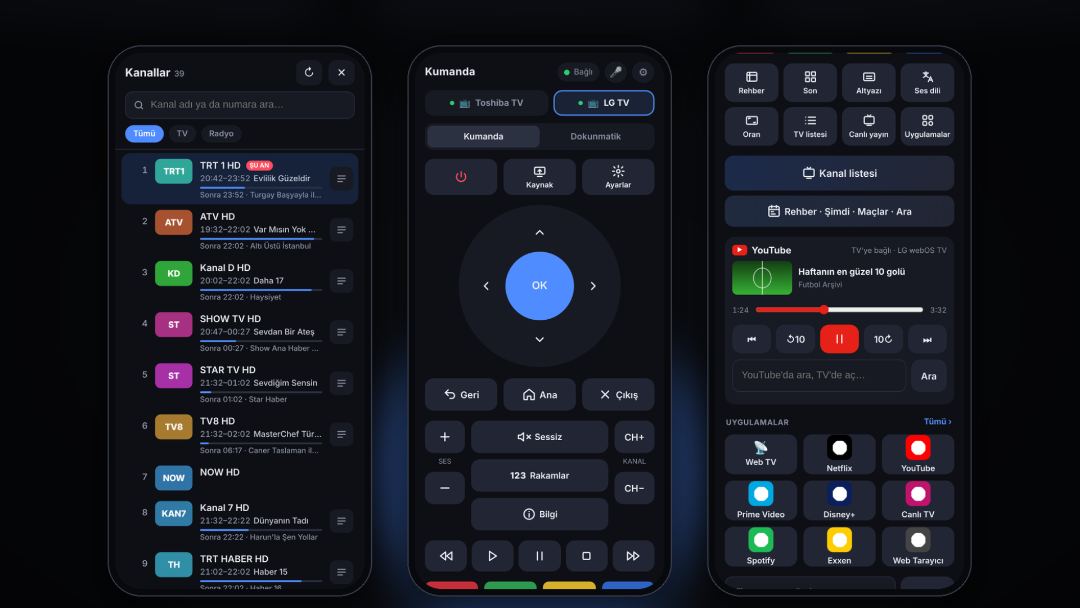 Kanallar 39
Kanal adı ya da numara ara...
Tümü
TV
Radyo
1
TRT1
TRT 1 HD
ŞU AN
20:42–23:52 Evlilik Güzeldir
Sonra 23:52 · Turgay Başyayla il...
2
ATV
ATV HD
19:32–22:02 Var Mısın Yok ...
Sonra 22:02 · Altı Üstü İstanbul
3
KD
Kanal D HD
20:02–22:02 Daha 17
Sonra 22:02 · Haysiyet
4
ST
SHOW TV HD
20:47–00:27 Sevdan Bir Ateş
Sonra 00:27 · Show Ana Haber ...
5
ST
STAR TV HD
21:32–01:02 Sevdiğim Sensin
Sonra 01:02 · Star Haber
6
TV8
TV8 HD
21:32–02:02 MasterChef Tür...
Sonra 06:17 · Caner Taslaman il...
7
NOW
NOW HD
8
KAN7
Kanal 7 HD
21:32–22:22 Dünyanın Tadı
Sonra 22:22 · Harun'la Şen Yollar
9
TH
TRT HABER HD
21:02–22:02 Haber 15
Sonra 22:02 · Haber 16
Kumanda
Bağlı
Toshiba TV
LG TV
Kumanda
Dokunmatik
Kaynak
Ayarlar
OK
Geri
Ana
Çıkış
+
Sessiz
CH+
SES
123 Rakamlar
KANAL
−
CH−
Bilgi
Rehber
Son
Altyazı
Ses dili
Oran
TV listesi
Canlı yayın
Uygulamalar
Kanal listesi
Rehber · Şimdi · Maçlar · Ara
YouTube
TV'ye bağlı · LG webOS TV
Haftanın en güzel 10 golü
Futbol Arşivi
1:24
3:32
10
10
YouTube'da ara, TV'de aç...
Ara
UYGULAMALAR
Tümü ›
Web TV
Netflix
YouTube
Prime Video
Disney+
Canlı TV
Spotify
Exxen
Web Tarayıcı